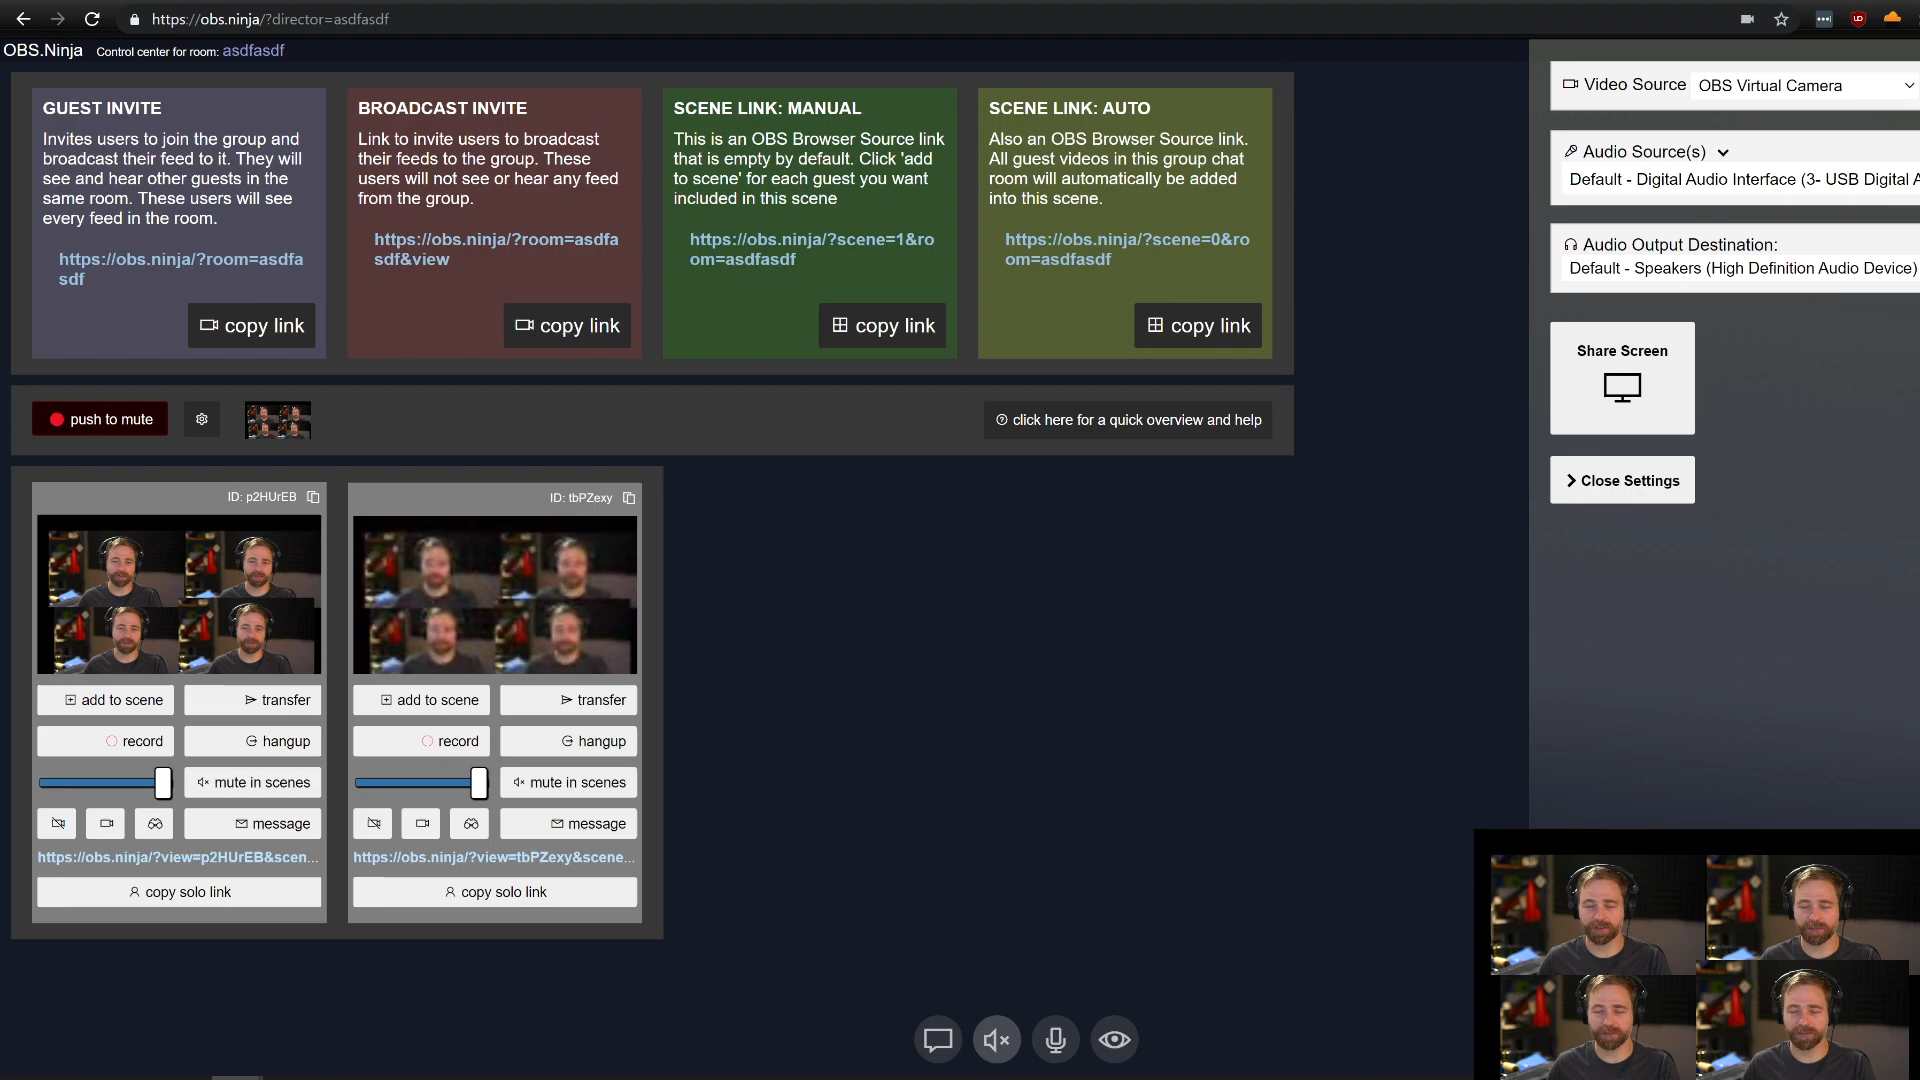 https://obs.ninja/?director=asdfasdf
OBS.Ninja Control center for room: asdfasdf
GUEST INVITE
Invites users to join the group and
broadcast their feed to it. They will
see and hear other guests in the
same room. These users will see
every feed in the room.
https://obs.ninja/?room=asdfa
sdf
copy link
BROADCAST INVITE
Link to invite users to broadcast
their feeds to the group. These
users will not see or hear any feed
from the group.
https://obs.ninja/?room=asdfa
sdf&view
copy link
SCENE LINK: MANUAL
This is an OBS Browser Source link
that is empty by default. Click 'add
to scene' for each guest you want
included in this scene
https://obs.ninja/?scene=1&ro
om=asdfasdf
copy link
SCENE LINK: AUTO
Also an OBS Browser Source link.
All guest videos in this group chat
room will automatically be added
into this scene.
https://obs.ninja/?scene=0&ro
om=asdfasdf
copy link
push to mute
click here for a quick overview and help
ID: p2HUrEB
add to scene
transfer
record
hangup
mute in scenes
message
https://obs.ninja/?view=p2HUrEB&scen...
copy solo link
ID: tbPZexy
add to scene
transfer
record
hangup
mute in scenes
message
https://obs.ninja/?view=tbPZexy&scene...
copy solo link
Video Source OBS Virtual Camera
Audio Source(s)
Default - Digital Audio Interface (3- USB Digital A
Audio Output Destination:
Default - Speakers (High Definition Audio Device)
Share Screen
Close Settings